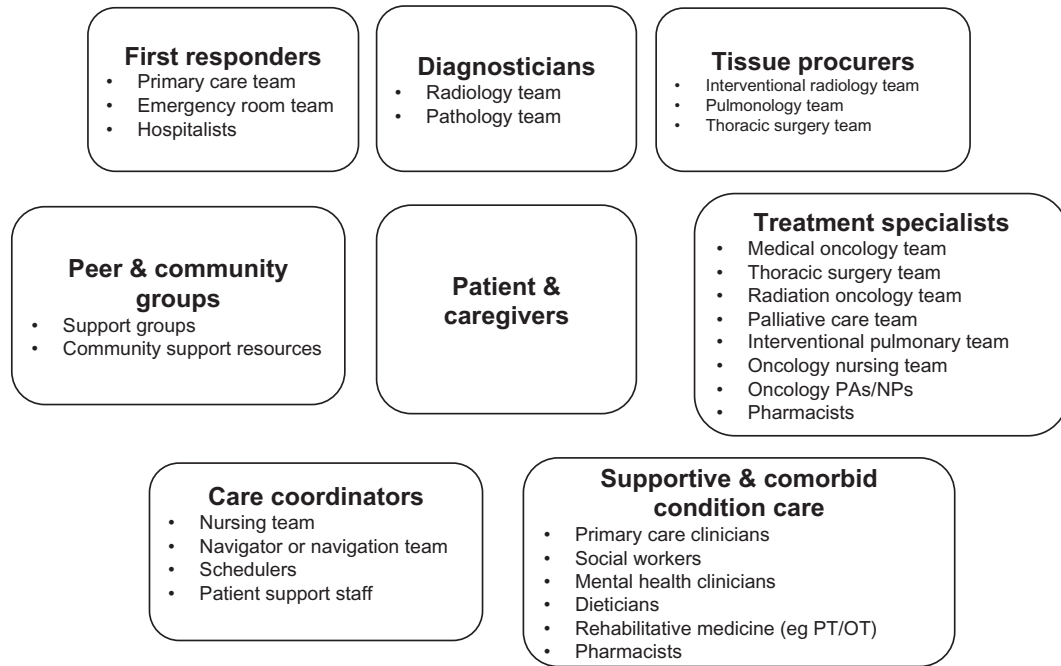 First responders
• Primary care team
• Emergency room team
• Hospitalists
Diagnosticians
• Radiology team
• Pathology team
Tissue procurers
• Interventional radiology team
• Pulmonology team
• Thoracic surgery team
Peer & community
groups
• Support groups
• Community support resources
Patient &
caregivers
Treatment specialists
• Medical oncology team
• Thoracic surgery team
• Radiation oncology team
• Palliative care team
• Interventional pulmonary team
• Oncology nursing team
• Oncology PAs/NPs
• Pharmacists
Care coordinators
• Nursing team
• Navigator or navigation team
• Schedulers
• Patient support staff
Supportive & comorbid
condition care
• Primary care clinicians
• Social workers
• Mental health clinicians
• Dieticians
• Rehabilitative medicine (eg PT/OT)
• Pharmacists